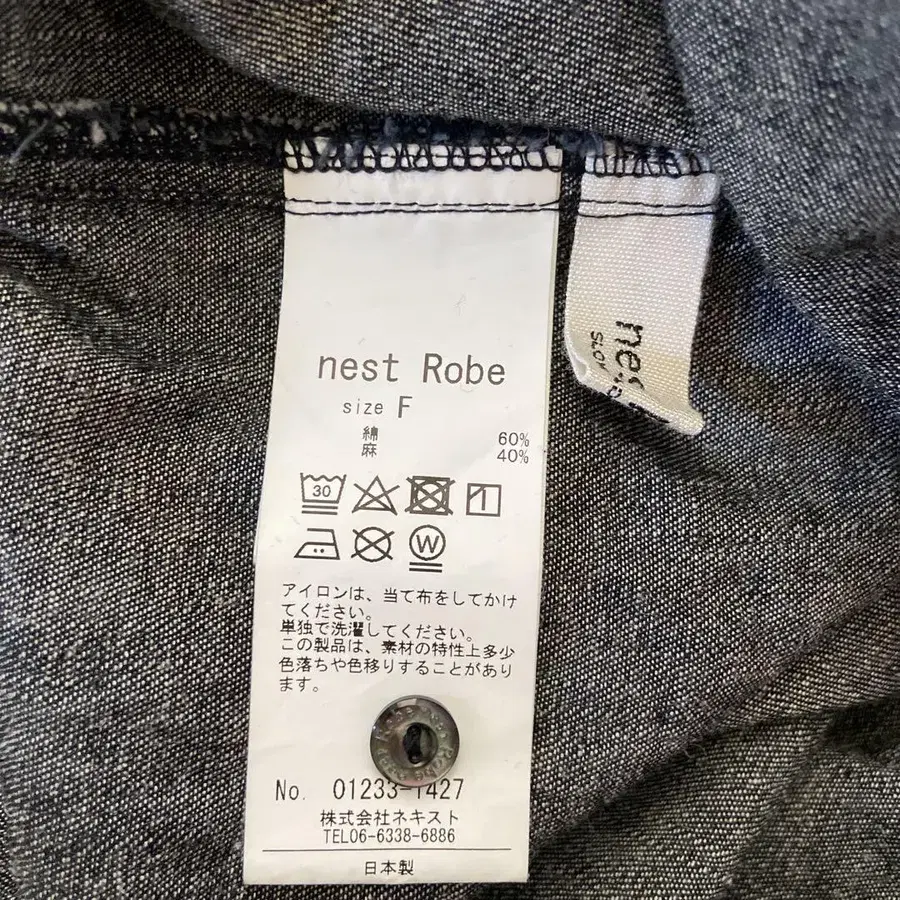 nest Robe
size F
綿 60%
麻 40%
30
W
アイロンは、当て布をしてかけ
てください。
単独で洗濯してください。
この製品は、素材の特性上多少
色落ちや色移りすることがあり
ます。
No. 01233-1427
株式会社ネキスト
TEL06-6338-6886
日本製
nes
SLO